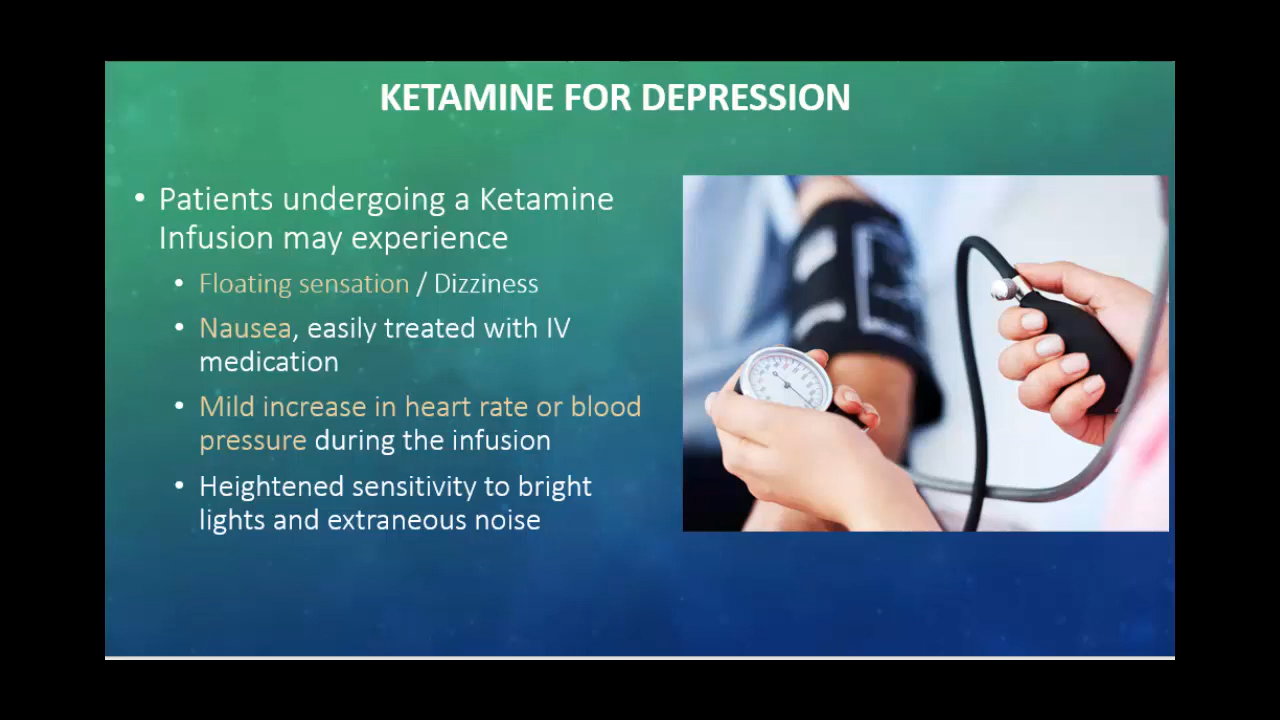 KETAMINE FOR DEPRESSION
• Patients undergoing a Ketamine
Infusion may experience
• Floating sensation / Dizziness
• Nausea, easily treated with IV
medication
• Mild increase in heart rate or blood
pressure during the infusion
• Heightened sensitivity to bright
lights and extraneous noise